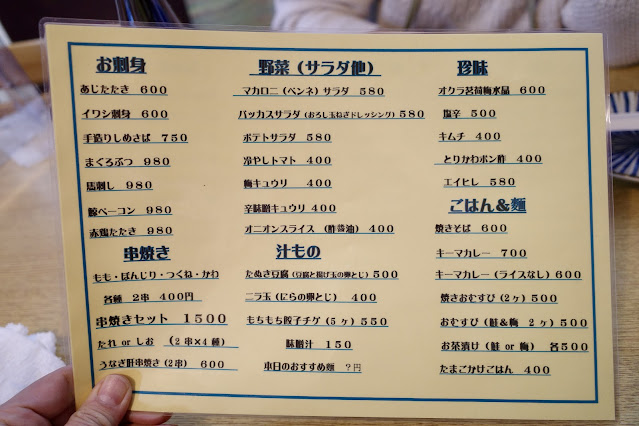 お刺身
あじたたき 600
イワシ刺身 600
手造りしめさば 750
まぐろぶつ 980
馬刺し 980
鯨ベーコン 980
赤鶏たたき 980
串焼き
もも・ぼんじり・つくね・かわ
各種 2串 400円
串焼きセット 1500
たれ or しお (2串×4種)
うなぎ肝串焼き(2串) 600
野菜(サラダ他)
マカロニ(ペンネ)サラダ 580
バッカスサラダ(おろし玉ねぎドレッシング)580
ポテトサラダ 580
冷やしトマト 400
梅キュウリ 400
辛味噌キュウリ 400
オニオンスライス (酢醤油) 400
汁もの
たぬき豆腐(豆腐と揚げ玉の卵とじ)500
ニラ玉(にらの卵とじ) 400
もちもち餃子チゲ(5ヶ)550
味噌汁 150
本日のおすすめ麺 ?円
珍味
オクラ茗荷梅水晶 600
塩辛 500
キムチ 400
とりかわポン酢 400
エイヒレ 580
ごはん&麺
焼きそば 600
キーマカレー 700
キーマカレー(ライスなし)600
焼きおむすび(2ヶ) 500
おむすび(鮭&梅 2ヶ) 500
お茶漬け(鮭 or 梅) 各500
たまごかけごはん 400